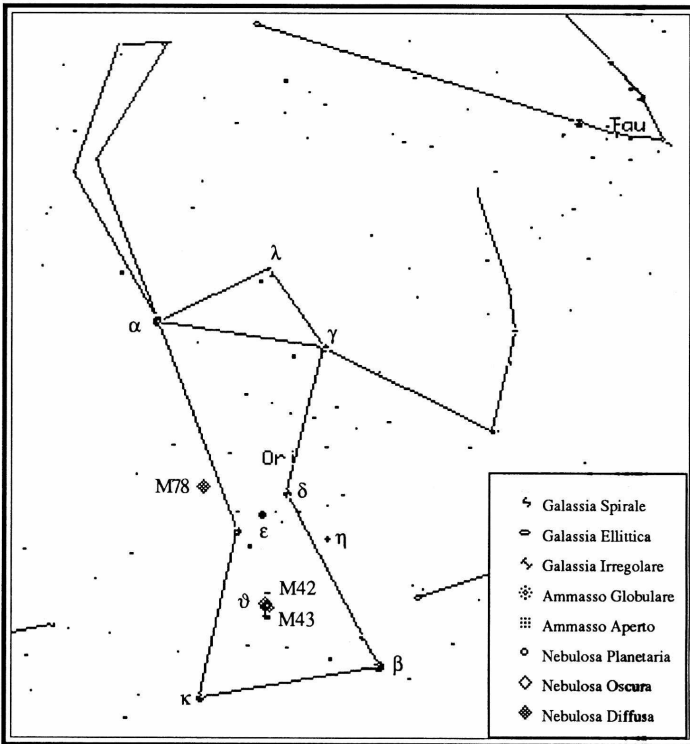 Tau
λ
α
γ
Ori
M78
δ
ε
η
M42
ϑ
M43
β
κ
Galassia Spirale
Galassia Ellittica
Galassia Irregolare
Ammasso Globulare
Ammasso Aperto
Nebulosa Planetaria
Nebulosa Oscura
Nebulosa Diffusa